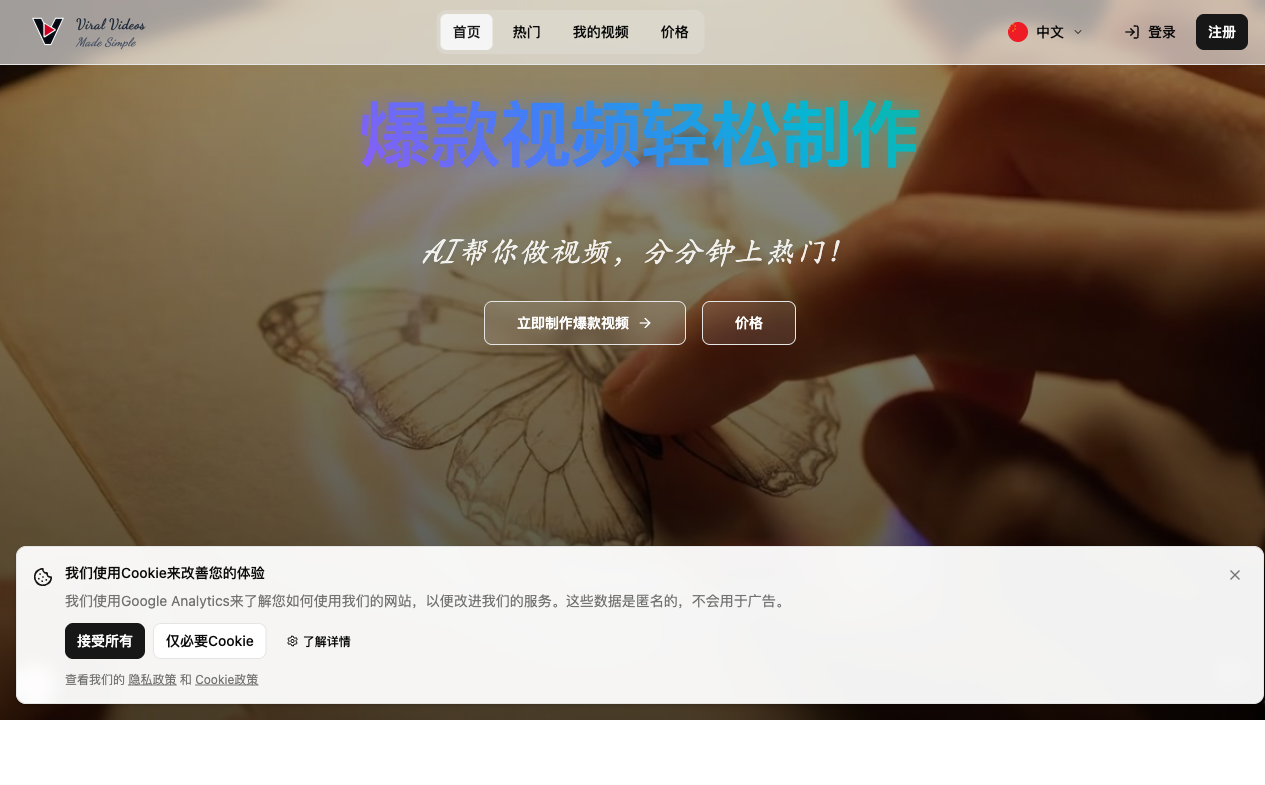 Viral Videos
Made Simple
首页 热门 我的视频 价格
中文
登录
注册
爆款视频轻松制作
AI帮你做视频，分分钟上热门！
立即制作爆款视频 →
价格
我们使用Cookie来改善您的体验
我们使用Google Analytics来了解您如何使用我们的网站，以便改进我们的服务。这些数据是匿名的，不会用于广告。
接受所有 仅必要Cookie 了解详情
查看我们的 隐私政策 和 Cookie政策